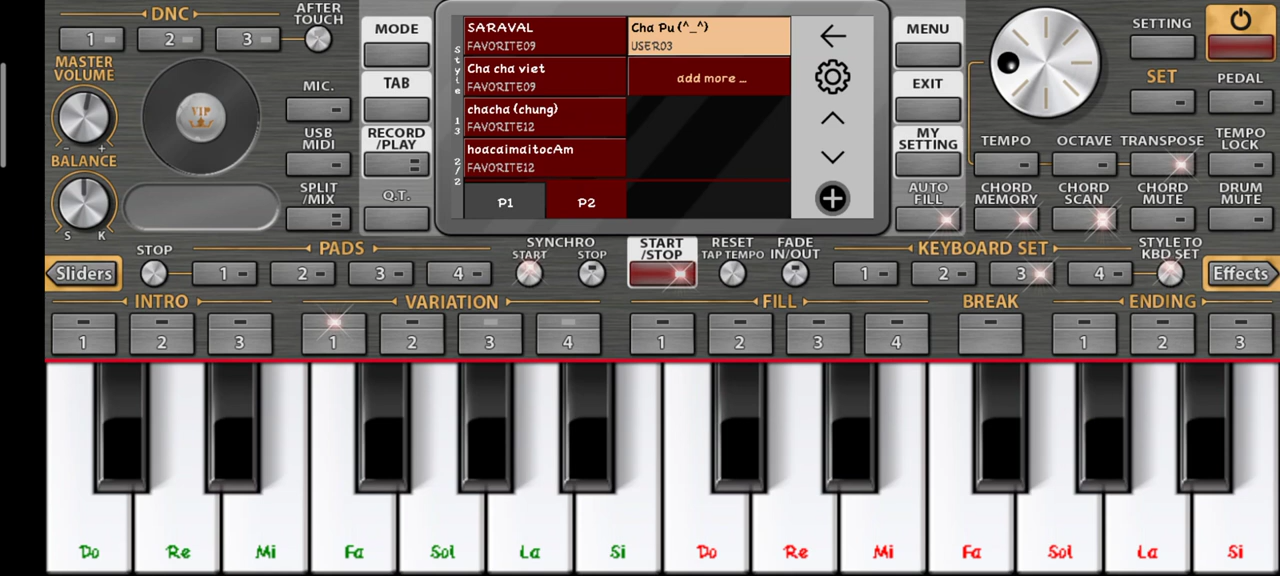 DNC
AFTER
TOUCH
1
2
3
MASTER
VOLUME
- +
VIP
BALANCE
S K
MIC.
USB
MIDI
SPLIT
/MIX
MODE
TAB
RECORD
/PLAY
Q.T.
Style
13
2/2
SARAVAL
FAVORITE09
Cha Pu (^_^)
USER03
Cha cha viet
FAVORITE09
add more ...
chacha (chung)
FAVORITE12
hoacaimaitocAm
FAVORITE12
P1
P2
MENU
EXIT
MY
SETTING
AUTO
FILL
SETTING
SET
PEDAL
TEMPO
OCTAVE
TRANSPOSE
TEMPO
LOCK
CHORD
MEMORY
CHORD
SCAN
CHORD
MUTE
DRUM
MUTE
Sliders
STOP
PADS
1
2
3
4
SYNCHRO
START
STOP
START
/STOP
RESET
TAP TEMPO
FADE
IN/OUT
KEYBOARD SET
1
2
3
4
STYLE TO
KBD SET
Effects
INTRO
1
2
3
VARIATION
1
2
3
4
FILL
1
2
3
4
BREAK
ENDING
1
2
3
Do
Re
Mi
Fa
Sol
La
Si
Do
Re
Mi
Fa
Sol
La
Si